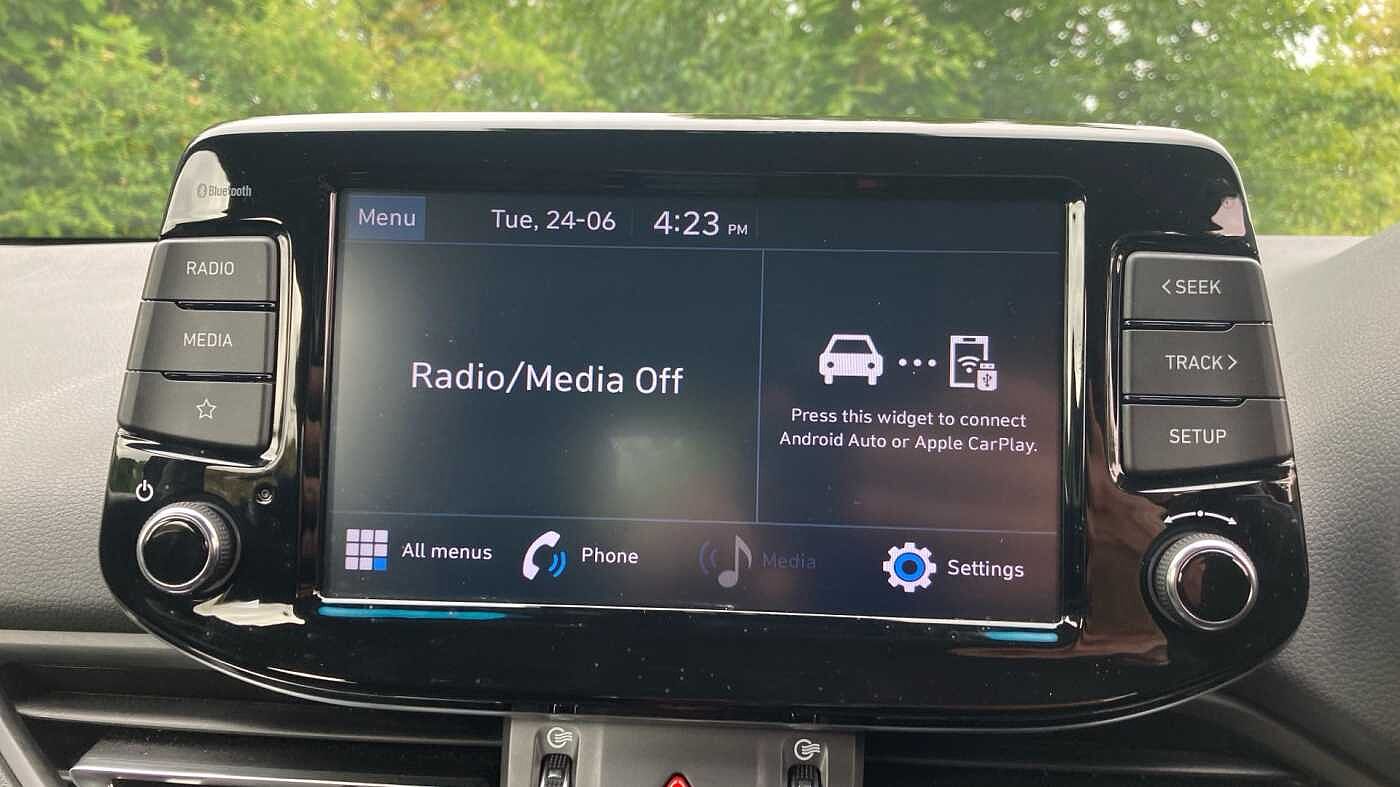 Bluetooth
RADIO
MEDIA
Menu
Tue, 24-06
4:23 PM
Radio/Media Off
Press this widget to connect
Android Auto or Apple CarPlay.
All menus
Phone
Media
Settings
< SEEK
TRACK >
SETUP